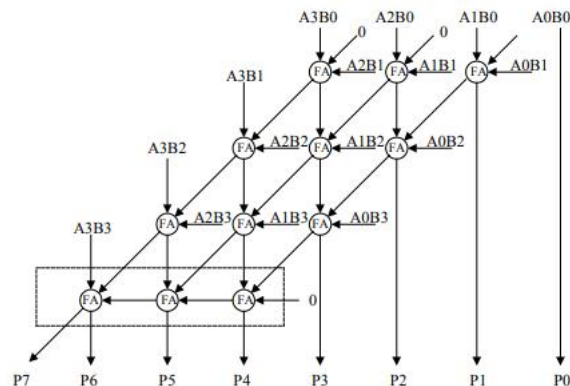 A3B0 A2B0 A1B0 A0B0
0 0
FA A2B1 FA A1B1 FA A0B1
A3B1
FA A2B2 FA A1B2 FA A0B2
A3B2
FA A2B3 FA A1B3 FA A0B3
A3B3
FA FA FA 0
P7 P6 P5 P4 P3 P2 P1 P0